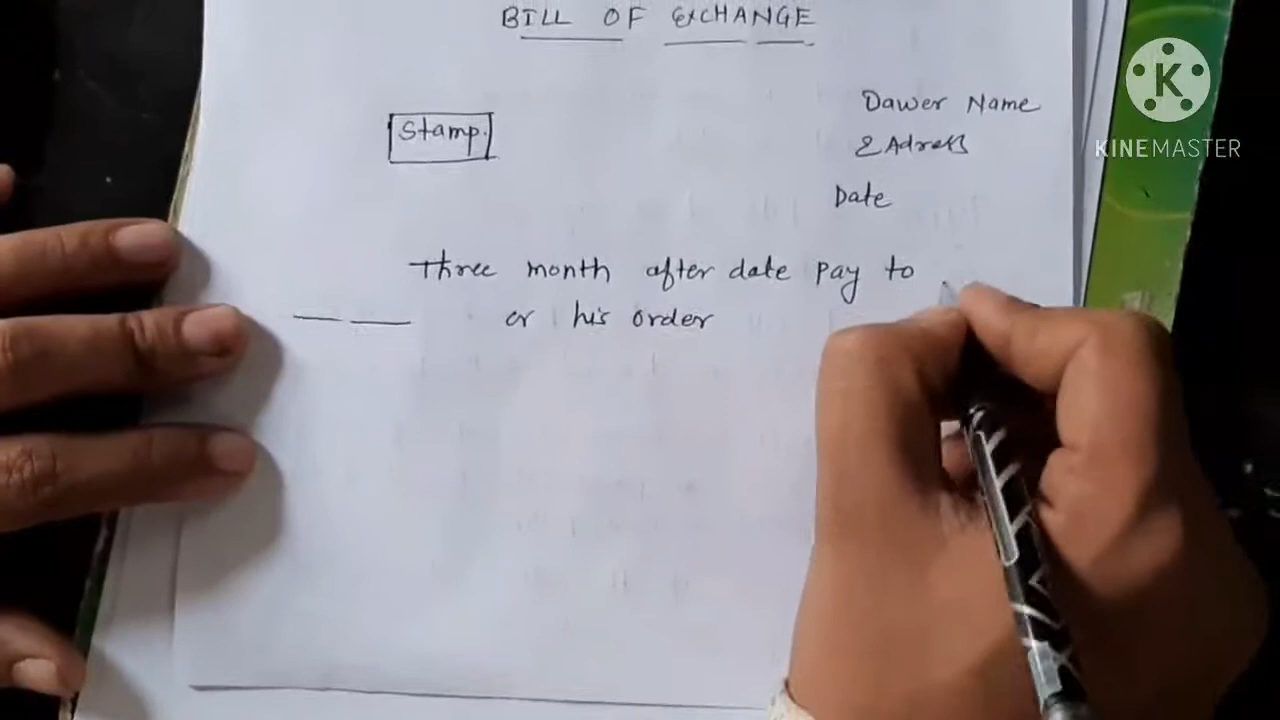 BILL OF EXCHANGE
Stamp.
Dawer Name
& Adress
Date
Three month after date pay to
— — or his order
K
KINEMASTER